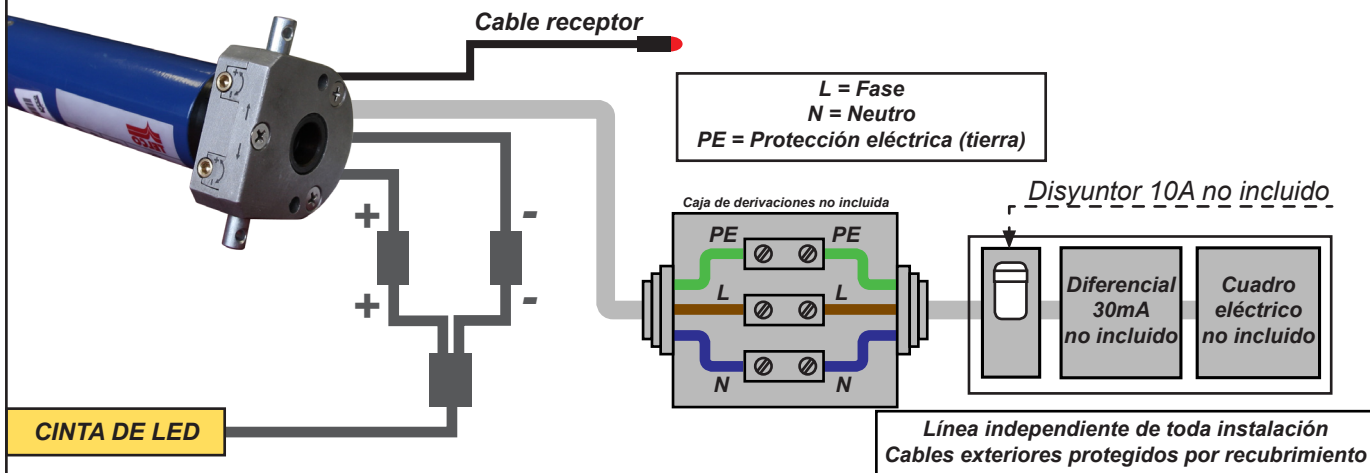 Cable receptor
L = Fase
N = Neutro
PE = Protección eléctrica (tierra)
Disyuntor 10A no incluido
Caja de derivaciones no incluida
PE PE
L L
N N
+ -
+ -
Diferencial
30mA
no incluido
Cuadro
eléctrico
no incluido
CINTA DE LED
Línea independiente de toda instalación
Cables exteriores protegidos por recubrimiento